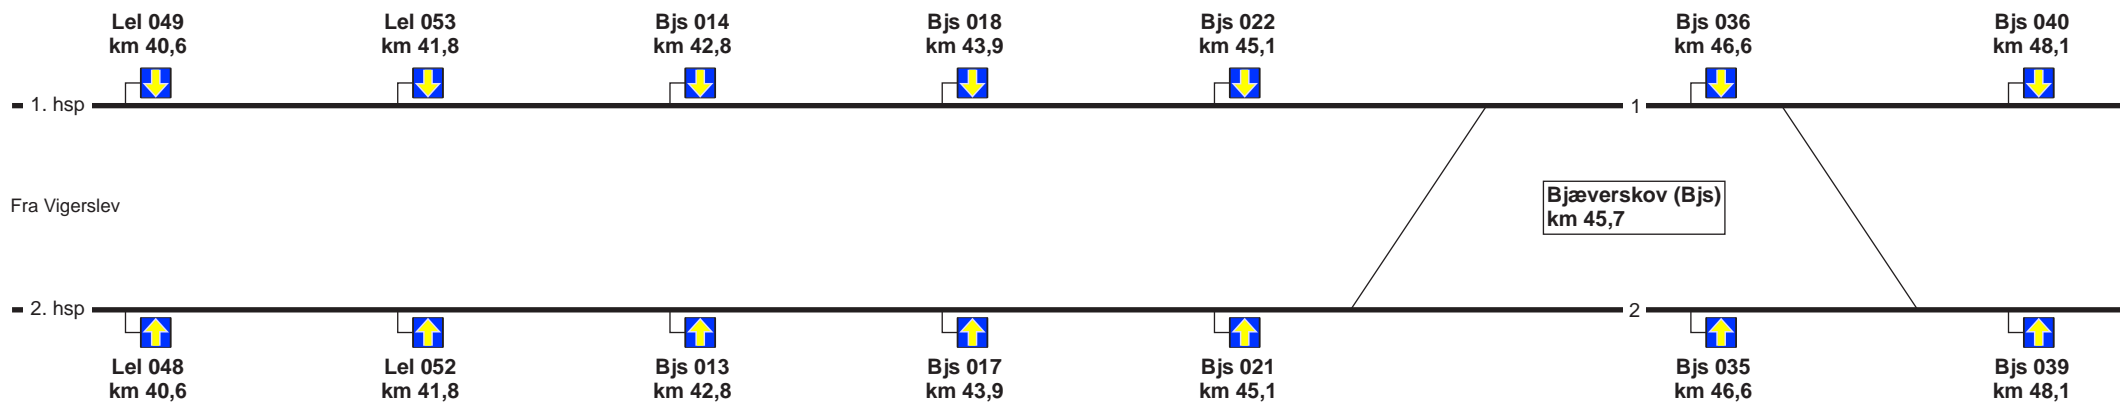 Lel 049
km 40,6
Lel 053
km 41,8
Bjs 014
km 42,8
Bjs 018
km 43,9
Bjs 022
km 45,1
Bjs 036
km 46,6
Bjs 040
km 48,1
1. hsp
1
Fra Vigerslev
Bjæverskov (Bjs)
km 45,7
2. hsp
2
Lel 048
km 40,6
Lel 052
km 41,8
Bjs 013
km 42,8
Bjs 017
km 43,9
Bjs 021
km 45,1
Bjs 035
km 46,6
Bjs 039
km 48,1